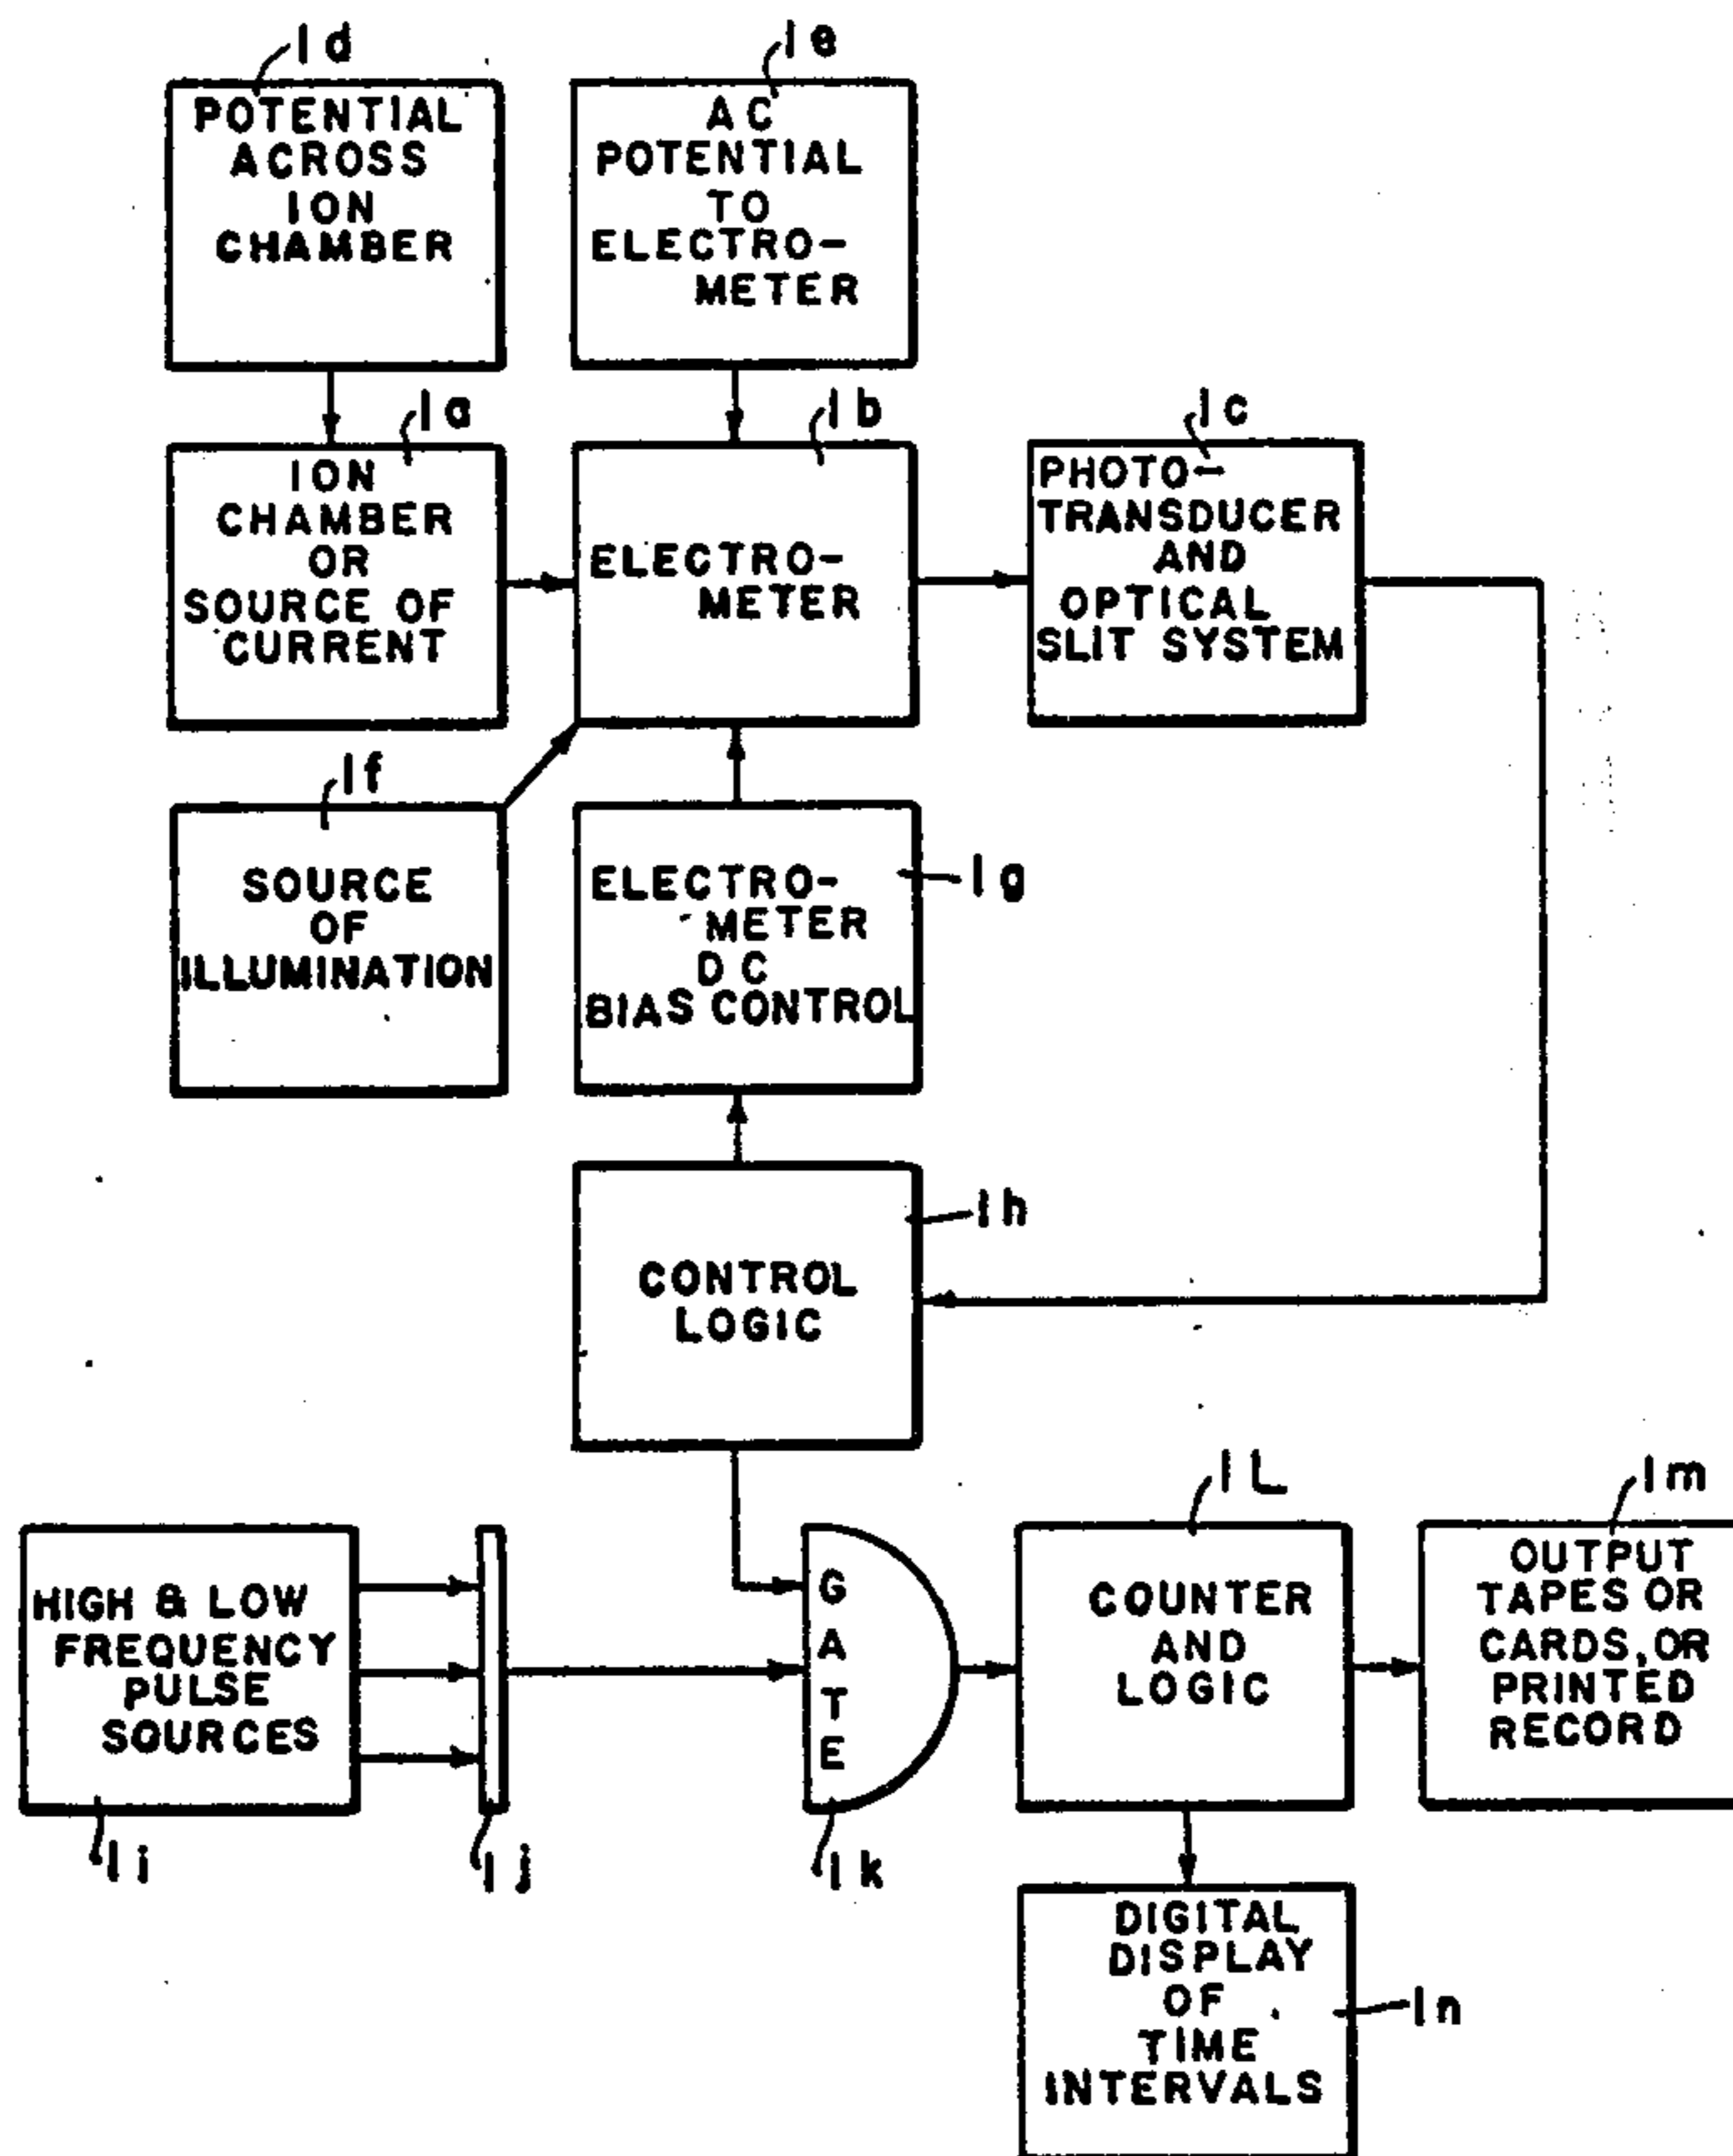 1d
POTENTIAL
ACROSS
ION
CHAMBER
1e
AC
POTENTIAL
TO
ELECTRO-
METER
1a
ION
CHAMBER
OR
SOURCE OF
CURRENT
1b
ELECTRO-
METER
1c
PHOTO-
TRANSDUCER
AND
OPTICAL
SLIT SYSTEM
1f
SOURCE
OF
ILLUMINATION
1g
ELECTRO-
METER
DC
BIAS CONTROL
1h
CONTROL
LOGIC
HIGH & LOW
FREQUENCY
PULSE
SOURCES
1i
1j
G
A
T
E
1k
1L
COUNTER
AND
LOGIC
1m
OUTPUT
TAPES OR
CARDS, OR
PRINTED
RECORD
DIGITAL
DISPLAY
OF
TIME
INTERVALS
1n